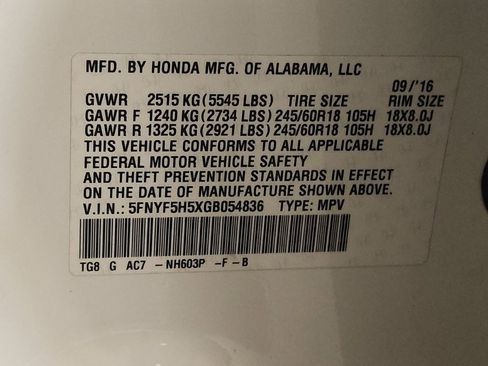 MFD. BY HONDA MFG. OF ALABAMA, LLC
09/'16
GVWR 2515 KG (5545 LBS) TIRE SIZE RIM SIZE
GAWR F 1240 KG (2734 LBS) 245/60R18 105H 18X8.0J
GAWR R 1325 KG (2921 LBS) 245/60R18 105H 18X8.0J
THIS VEHICLE CONFORMS TO ALL APPLICABLE
FEDERAL MOTOR VEHICLE SAFETY
AND THEFT PREVENTION STANDARDS IN EFFECT
ON DATE OF MANUFACTURE SHOWN ABOVE.
V.I.N.: 5FNYF5H5XGB054836 TYPE: MPV
TG8 G AC7 -NH603P -F-B